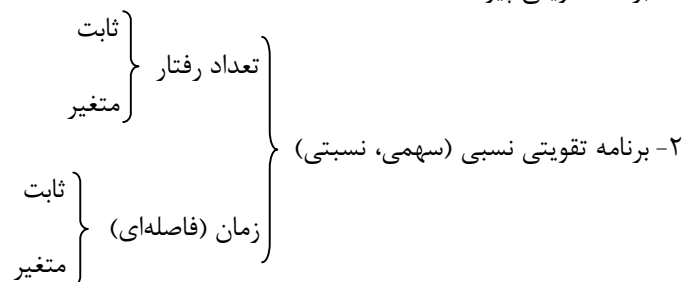 ثابت
تعداد رفتار
متغیر
۲- برنامه تقویتی نسبی (سهمی، نسبتی)
ثابت
زمان (فاصله‌ای)
متغیر